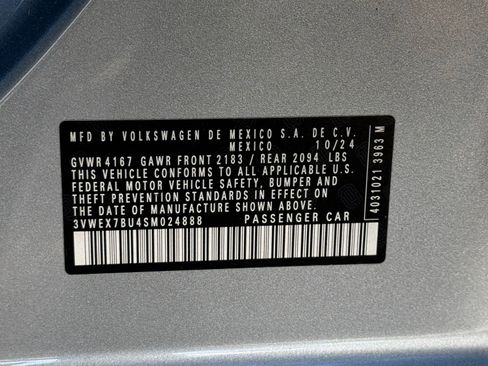 MFD BY VOLKSWAGEN DE MEXICO S.A. DE C.V.
MEXICO 10/24
GVWR 4167 GAWR FRONT 2183 / REAR 2094 LBS
THIS VEHICLE CONFORMS TO ALL APPLICABLE U.S.
FEDERAL MOTOR VEHICLE SAFETY, BUMPER AND
THEFT PREVENTION STANDARDS IN EFFECT ON
THE DATE OF MANUFACTURE SHOWN ABOVE.
3VWEX7BU4SM024888 PASSENGER CAR
4031021 3963 M